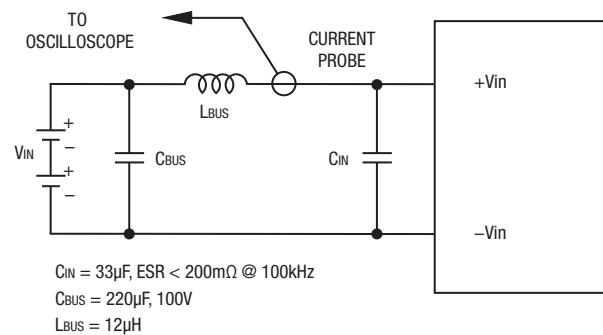 TO
OSCILLOSCOPE
CURRENT
PROBE
+Vin
LBUS
+
VIN
–
+
–
CBUS
CIN
–Vin
CIN = 33µF, ESR < 200mΩ @ 100kHz
CBUS = 220µF, 100V
LBUS = 12µH